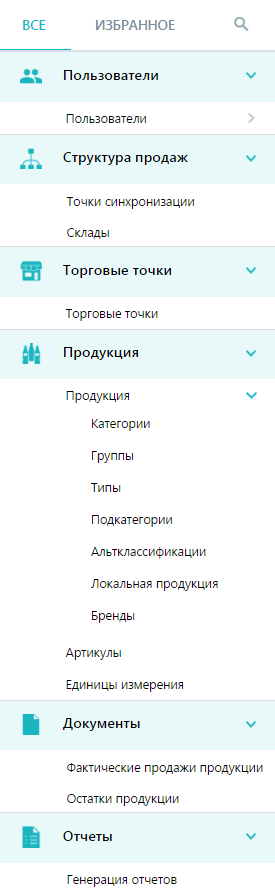 ВСЕ ИЗБРАННОЕ
Пользователи
Пользователи
Структура продаж
Точки синхронизации
Склады
Торговые точки
Торговые точки
Продукция
Продукция
Категории
Группы
Типы
Подкатегории
Альтклассификации
Локальная продукция
Бренды
Артикулы
Единицы измерения
Документы
Фактические продажи продукции
Остатки продукции
Отчеты
Генерация отчетов